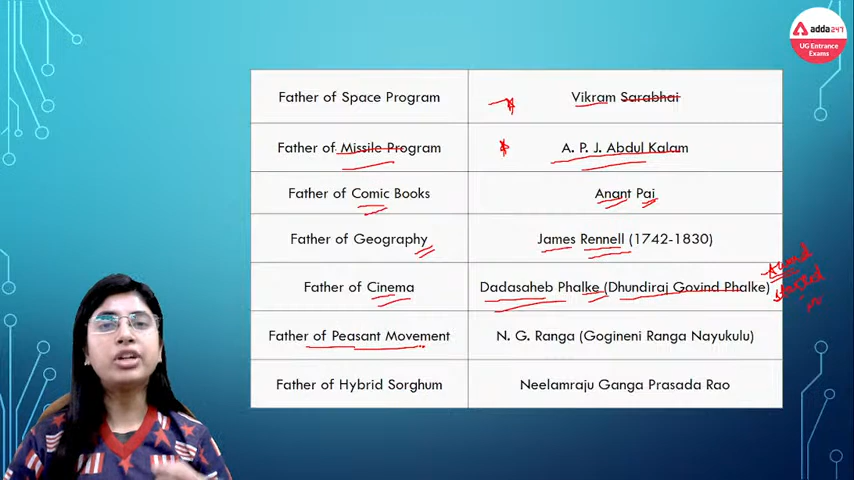 adda247
UG Entrance
Exams
Father of Space Program Vikram Sarabhai
Father of Missile Program A. P. J. Abdul Kalam
Father of Comic Books Anant Pai
Father of Geography James Rennell (1742-1830)
Father of Cinema Dadasaheb Phalke (Dhundiraj Govind Phalke)
Award
started
Father of Peasant Movement N. G. Ranga (Gogineni Ranga Nayukulu)
Father of Hybrid Sorghum Neelamraju Ganga Prasada Rao